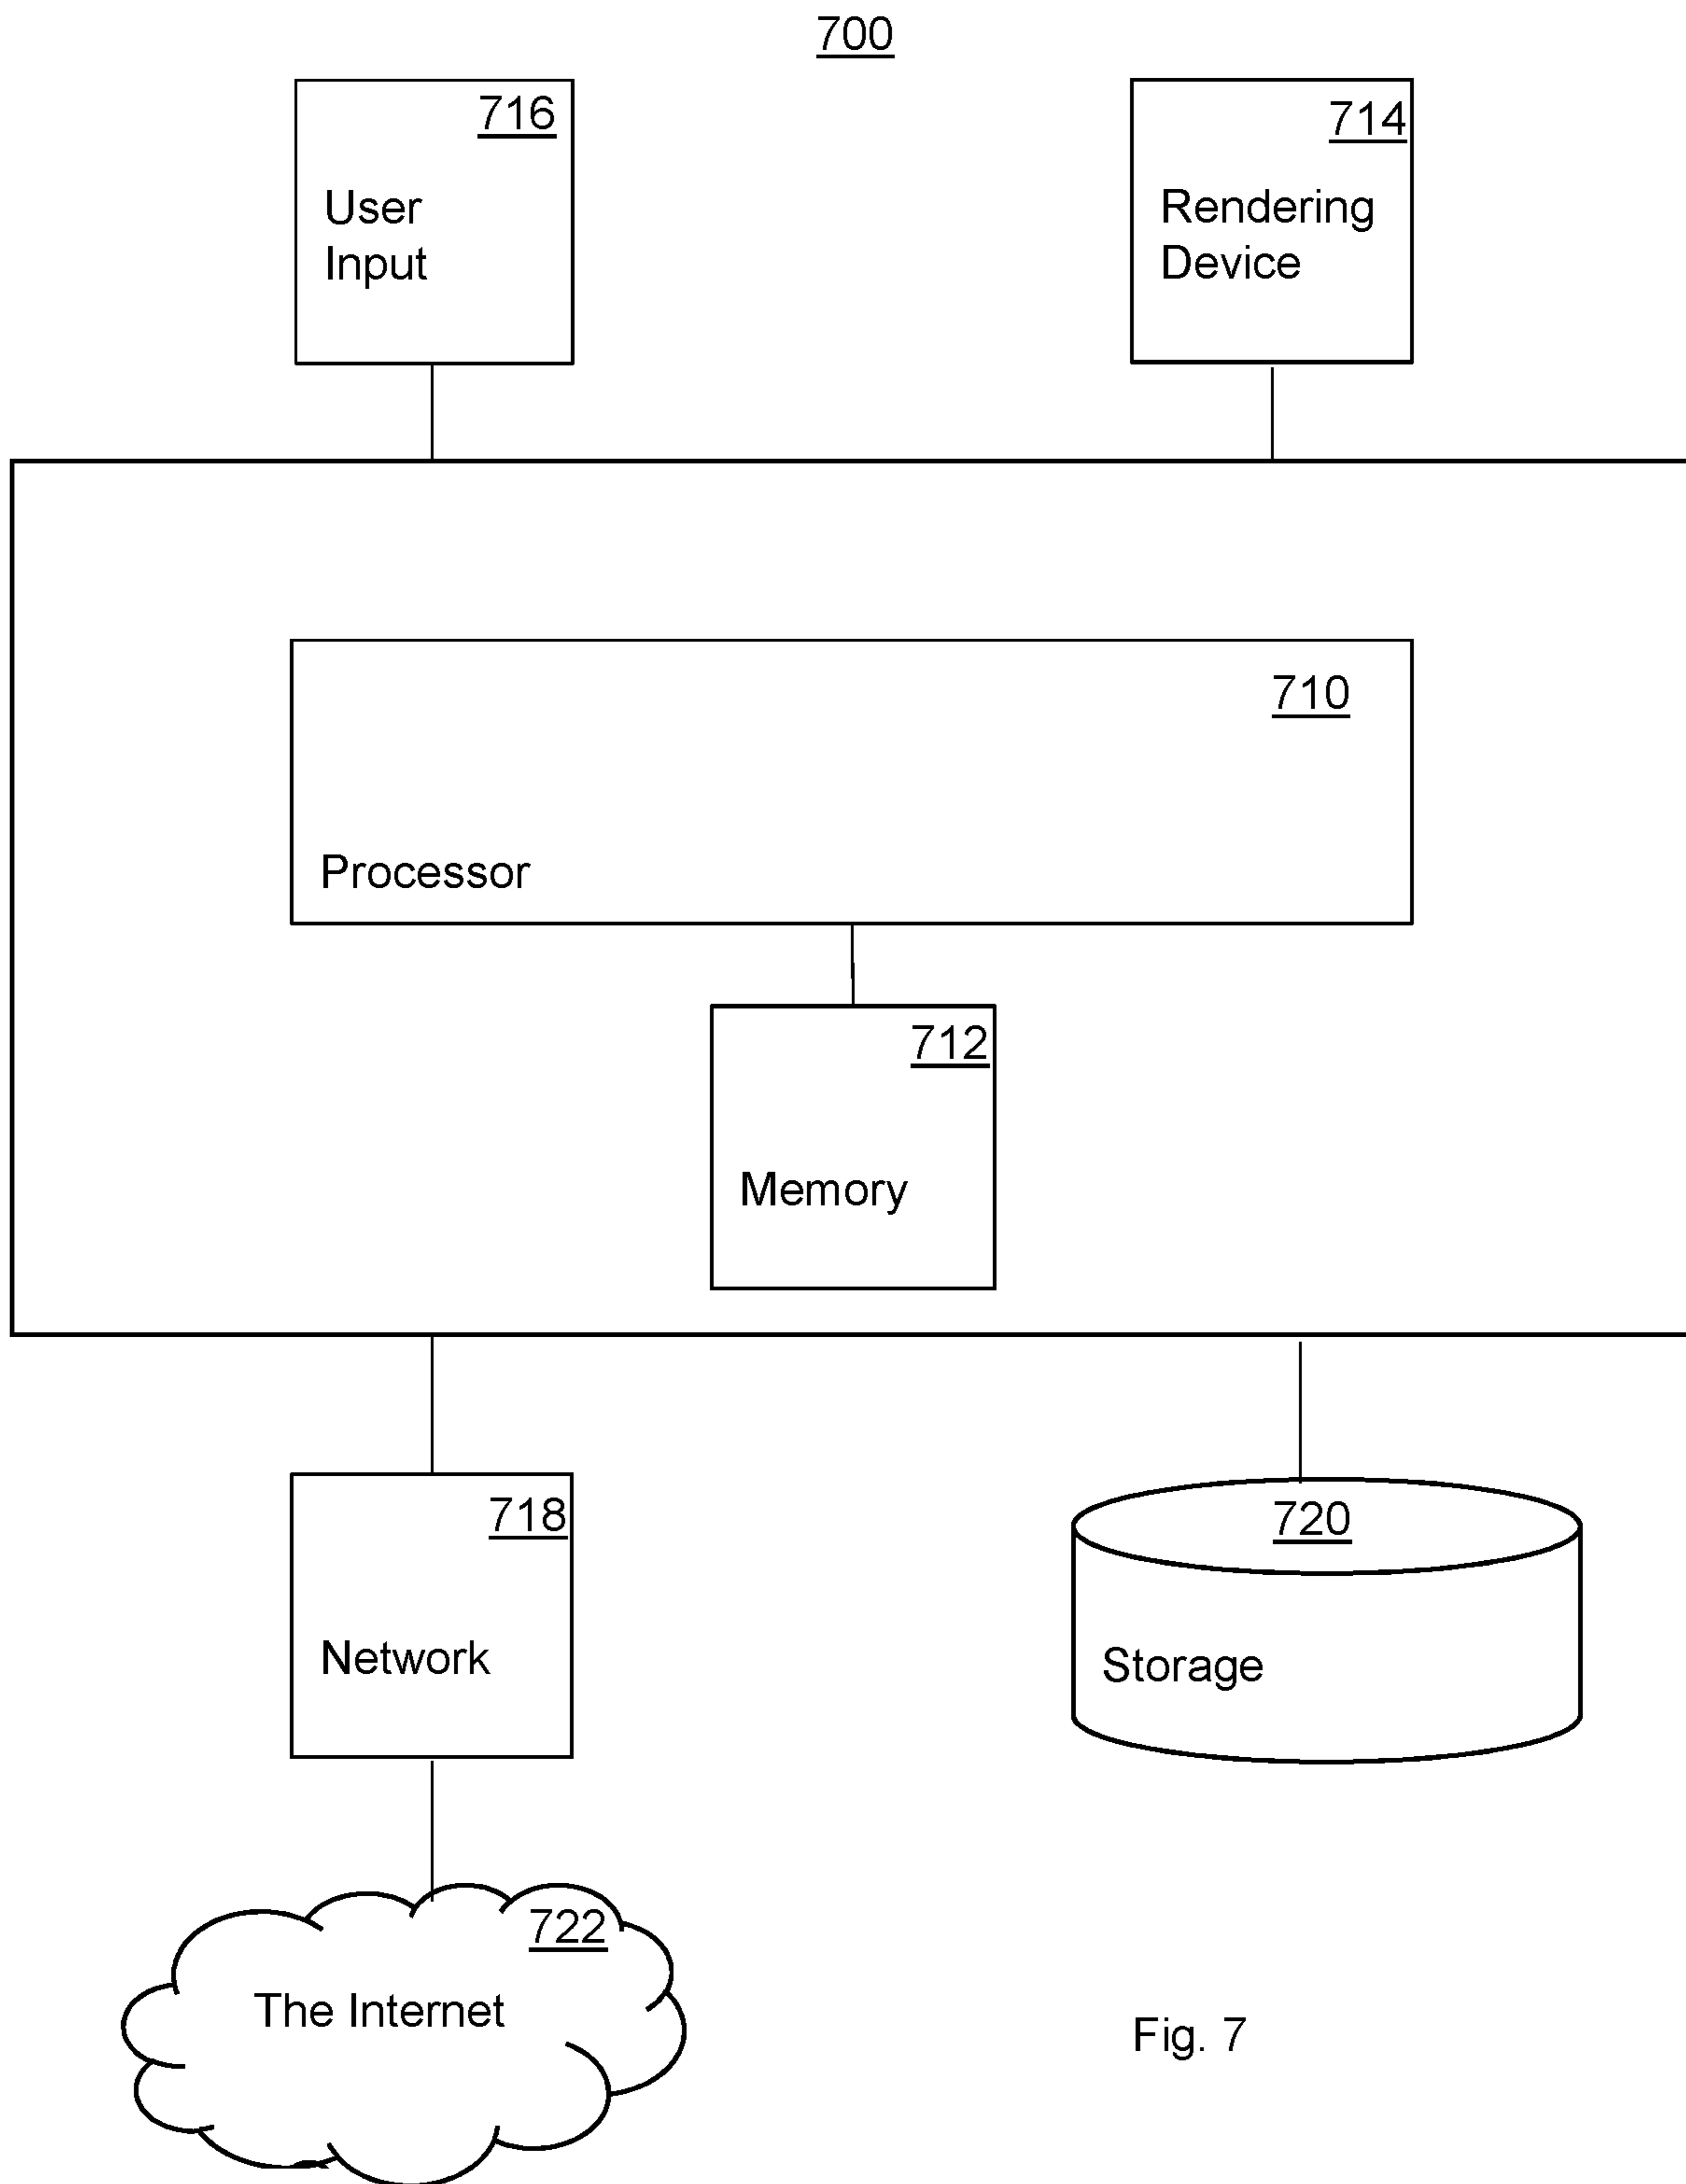 700
716
User
Input
714
Rendering
Device
710
Processor
712
Memory
718
Network
720
Storage
722
The Internet
Fig. 7